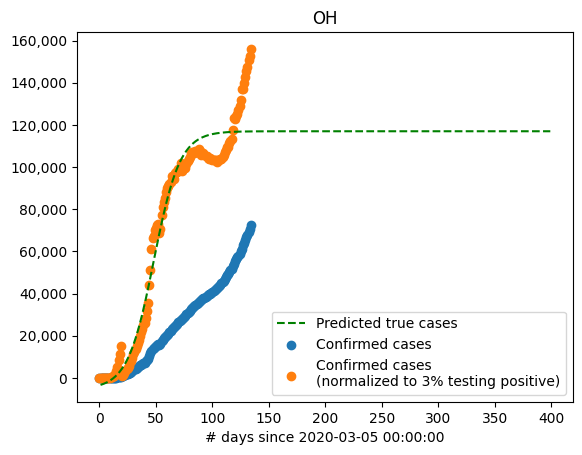 OH
160,000
140,000
120,000
100,000
80,000
60,000
40,000
20,000
0
Predicted true cases
Confirmed cases
Confirmed cases
(normalized to 3% testing positive)
0 50 100 150 200 250 300 350 400
# days since 2020-03-05 00:00:00